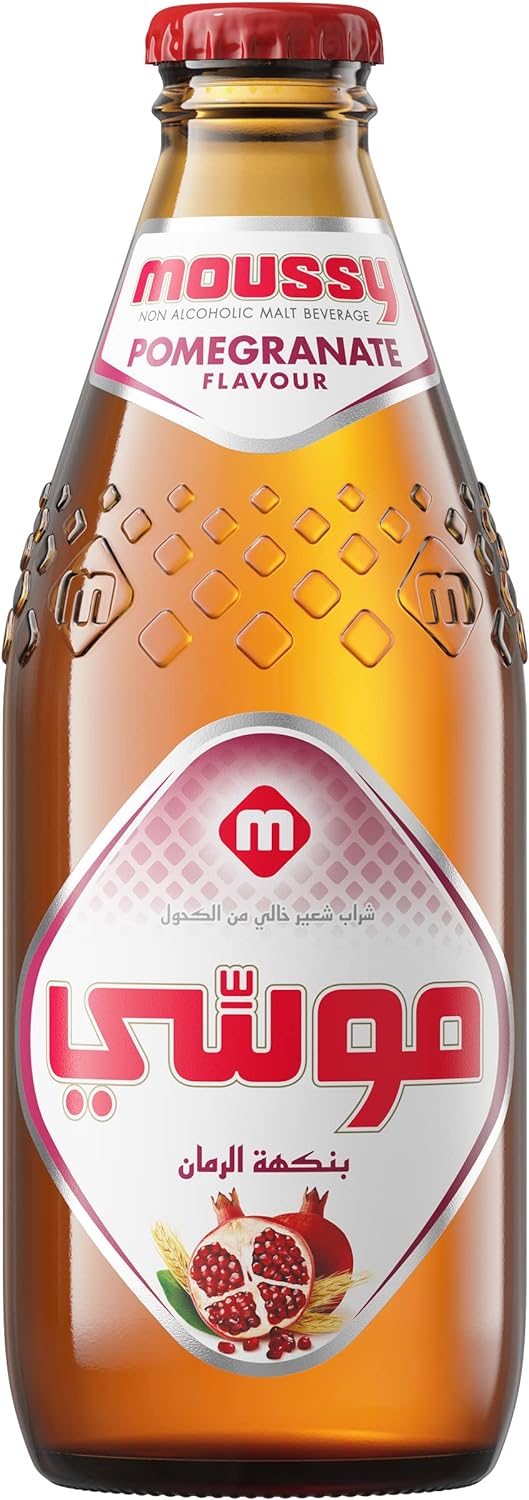 moussy
NON ALCOHOLIC MALT BEVERAGE
POMEGRANATE
FLAVOUR
m
m
m
شراب شعير خالي من الكحول
موسّي
بنكهة الرمان